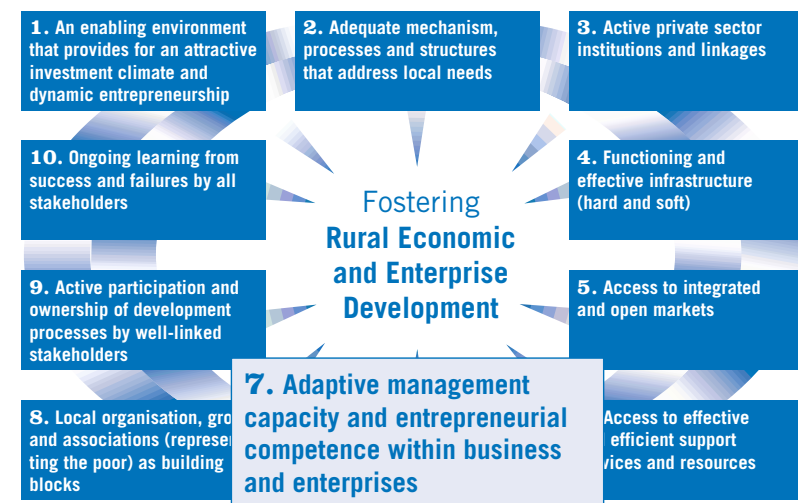 1. An enabling environment
that provides for an attractive
investment climate and
dynamic entrepreneurship
2. Adequate mechanism,
processes and structures
that address local needs
3. Active private sector
institutions and linkages
10. Ongoing learning from
success and failures by all
stakeholders
Fostering
Rural Economic
and Enterprise
Development
4. Functioning and
effective infrastructure
(hard and soft)
9. Active participation and
ownership of development
processes by well-linked
stakeholders
5. Access to integrated
and open markets
8. Local organisation,
and associations
ting the poor) as building
blocks
7. Adaptive management
capacity and entrepreneurial
competence within business
and enterprises
Access to effective
efficient support
and resources